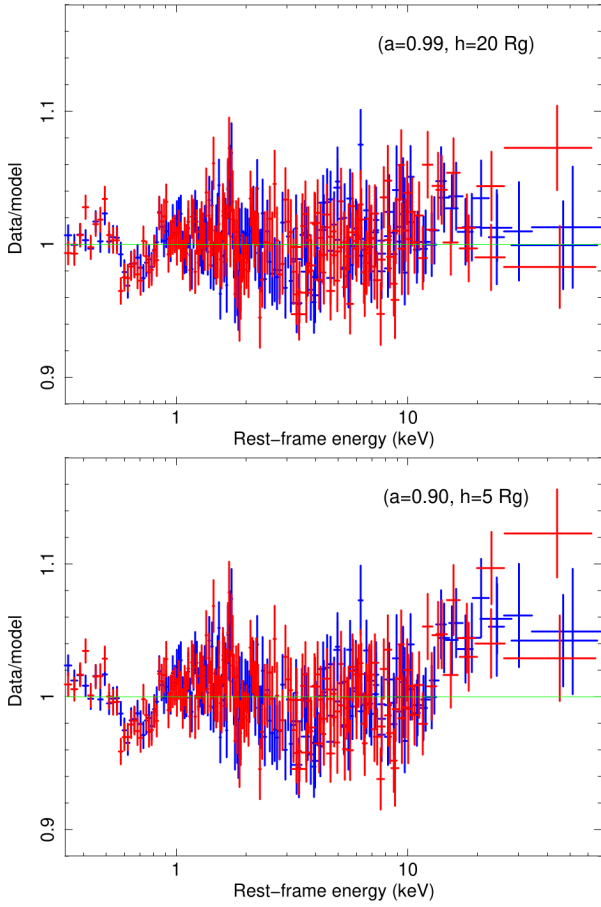 (a=0.99, h=20 Rg)
1.1
1
0.9
Data/model
1
10
Rest−frame energy (keV)
(a=0.90, h=5 Rg)
1.1
1
0.9
Data/model
1
10
Rest−frame energy (keV)